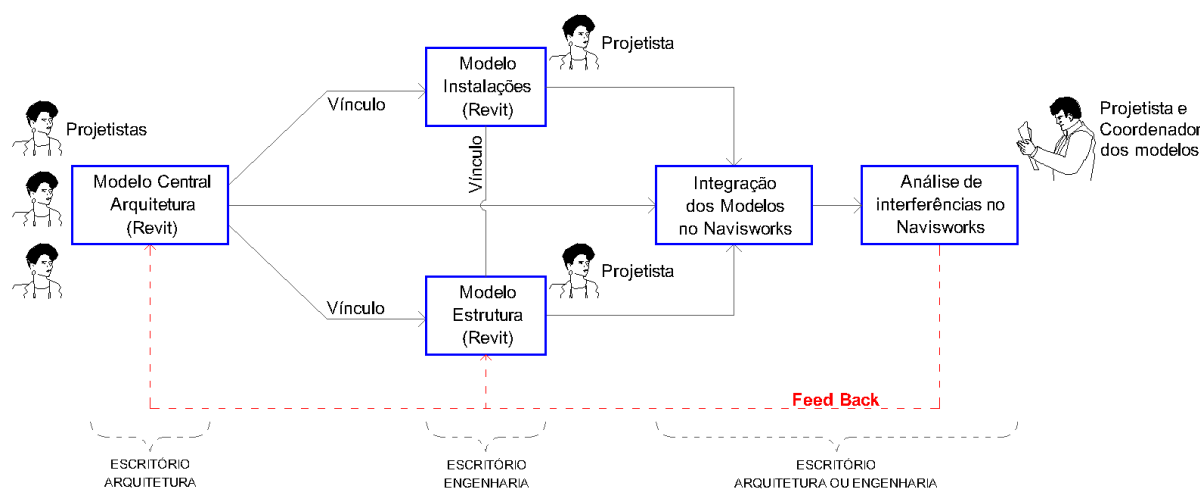 Projetistas
Modelo Central
Arquitetura
(Revit)
Vínculo
Vínculo
Modelo
Instalações
(Revit)
Projetista
Vínculo
Modelo
Estrutura
(Revit)
Projetista
Integração
dos Modelos
no Navisworks
Análise de
interferências no
Navisworks
Projetista e
Coordenador
dos modelos
Feed Back
ESCRITÓRIO
ARQUITETURA
ESCRITÓRIO
ENGENHARIA
ESCRITÓRIO
ARQUITETURA OU ENGENHARIA